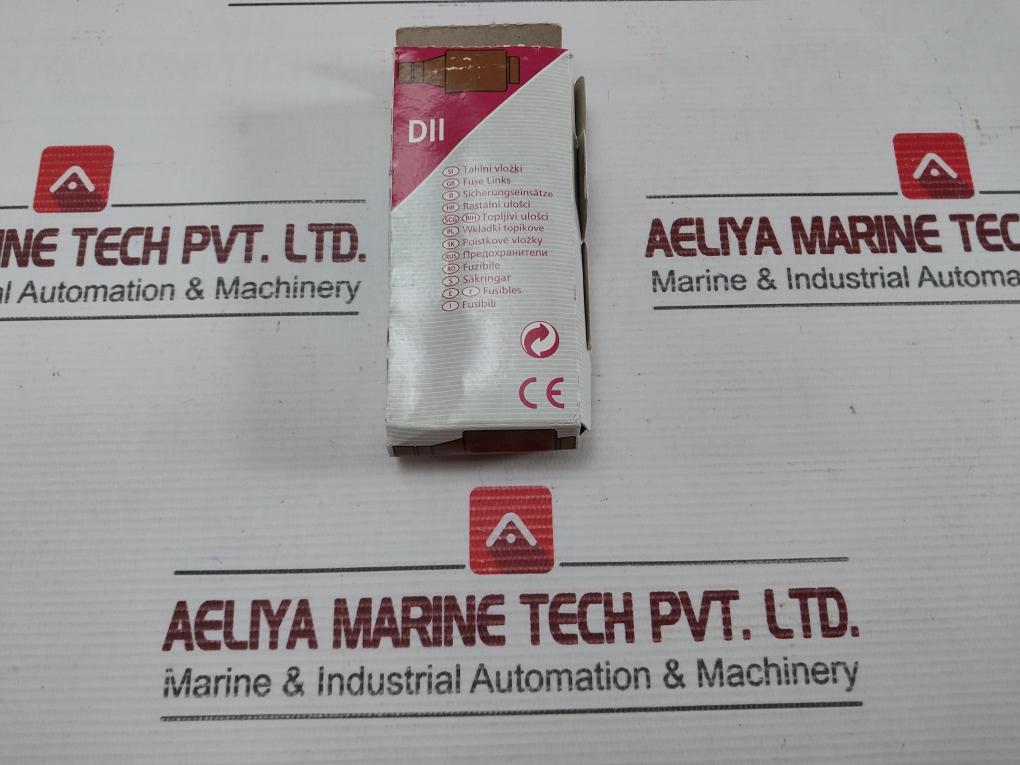 DII
SI Talilni vložki
GB Fuse Links
D Sicherungseinsätze
HR Rastalni ulošci
SCG BIH Topljivi ulošci
PL Wkładki topikowe
SK Poistkové vložky
RUS Предохранители
RO Fuzibile
S Säkringar
E F Fusibles
I Fusibili
CE
INE TECH PVT. LTD.
al Automation & Machinery
AELIYA MARINE TEC
Marine & Industrial Automa
AELIYA MARINE TECH PVT. LTD.
Marine & Industrial Automation & Machinery